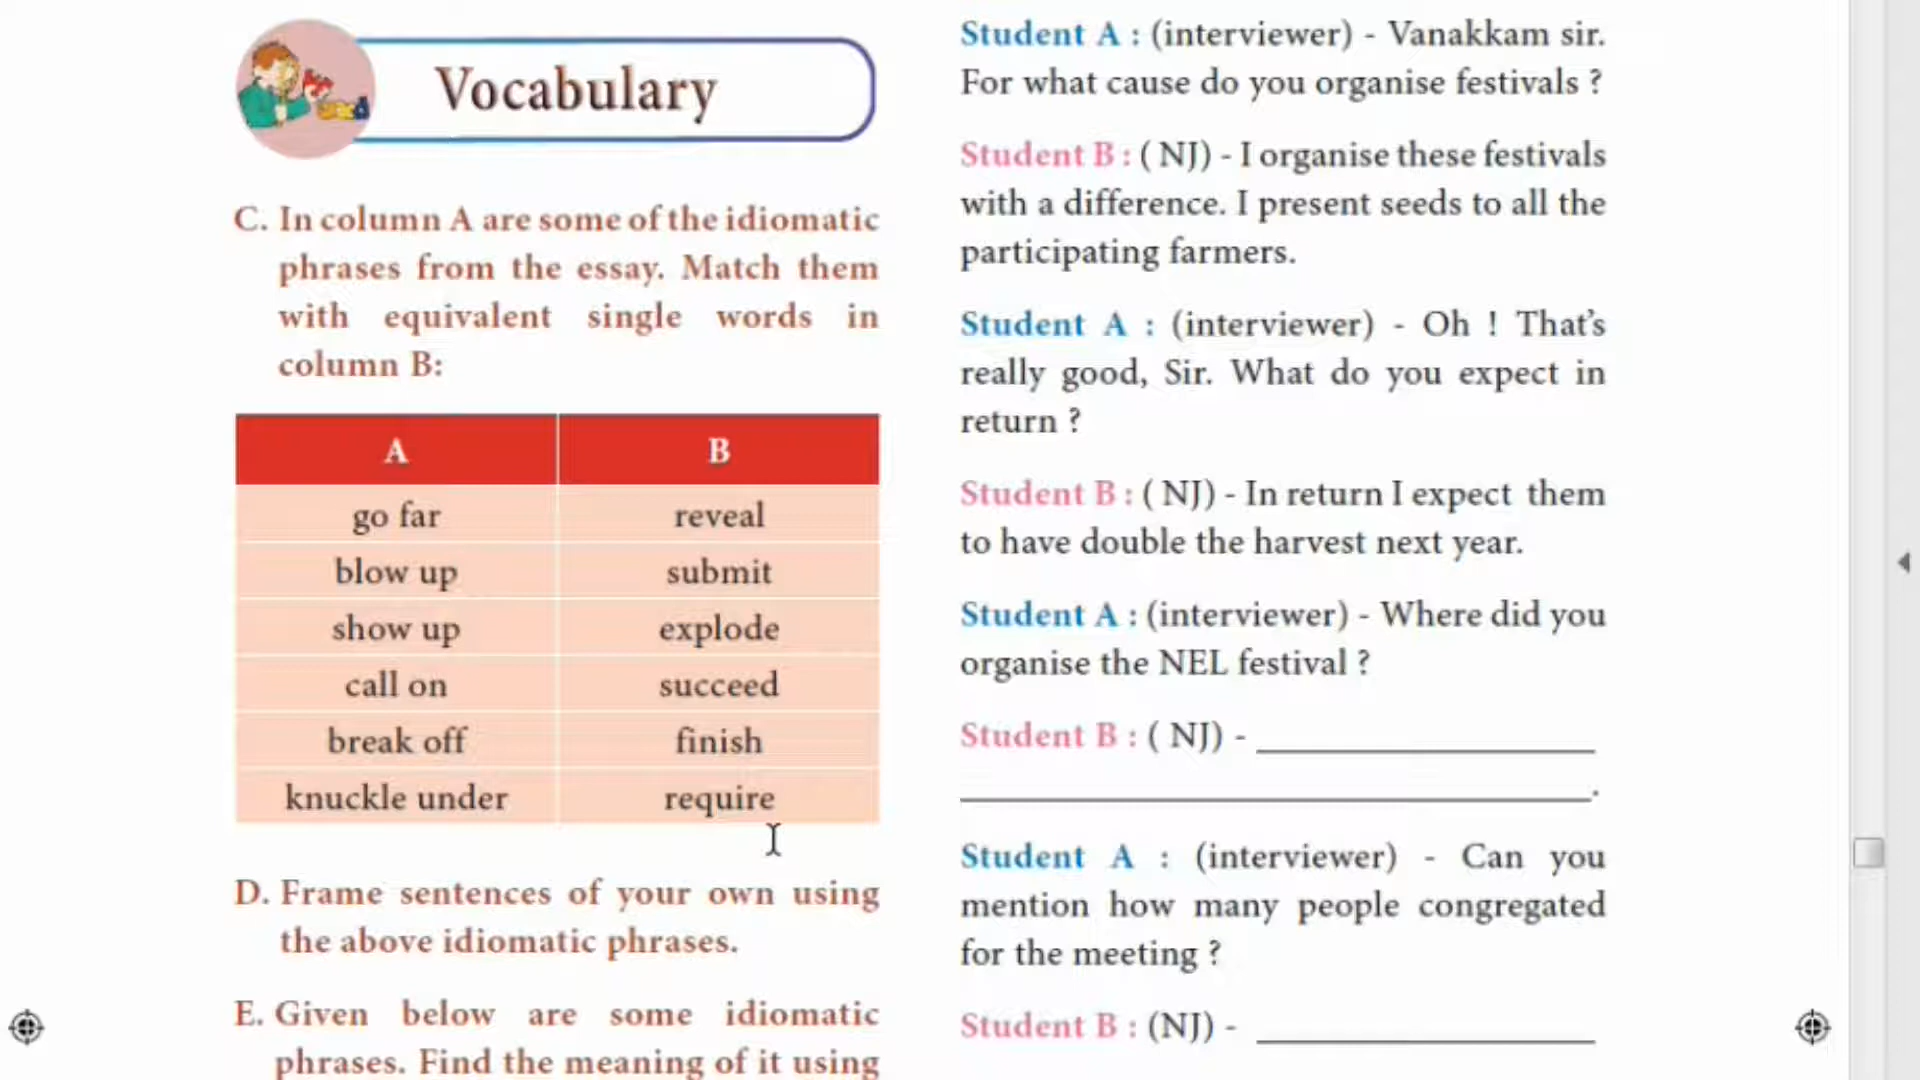 Vocabulary
C. In column A are some of the idiomatic
phrases from the essay. Match them
with equivalent single words in
column B:
A B
go far reveal
blow up submit
show up explode
call on succeed
break off finish
knuckle under require
D. Frame sentences of your own using
the above idiomatic phrases.
E. Given below are some idiomatic
phrases. Find the meaning of it using
Student A : (interviewer) - Vanakkam sir.
For what cause do you organise festivals ?
Student B : ( NJ) - I organise these festivals
with a difference. I present seeds to all the
participating farmers.
Student A : (interviewer) - Oh ! That's
really good, Sir. What do you expect in
return ?
Student B : ( NJ) - In return I expect them
to have double the harvest next year.
Student A : (interviewer) - Where did you
organise the NEL festival ?
Student B : ( NJ) - ____________________
____________________.
Student A : (interviewer) - Can you
mention how many people congregated
for the meeting ?
Student B : (NJ) - ____________________